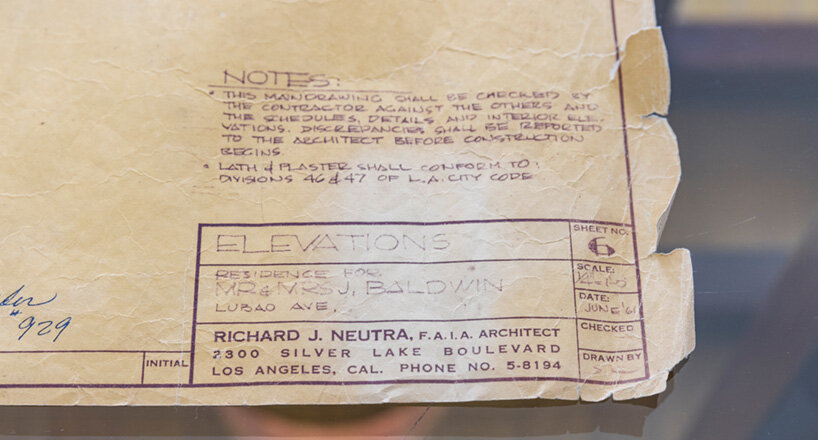 NOTES:
• THIS MAIN DRAWING SHALL BE CHECKED BY
THE CONTRACTOR AGAINST THE OTHERS AND
THE SCHEDULES, DETAILS AND INTERIOR ELE-
VATIONS. DISCREPANCIES SHALL BE REPORTED
TO THE ARCHITECT BEFORE CONSTRUCTION
BEGINS.
• LATH & PLASTER SHALL CONFORM TO:
DIVISIONS 46 & 47 OF L.A. CITY CODE
ELEVATIONS
SHEET NO.
6
RESIDENCE FOR
MR & MRS J. BALDWIN
LUBAO AVE.
SCALE:
DATE:
JUNE '61
RICHARD J. NEUTRA, F.A.I.A. ARCHITECT
2300 SILVER LAKE BOULEVARD
LOS ANGELES, CAL. PHONE NO. 5-8194
CHECKED
DRAWN BY
#929
INITIAL